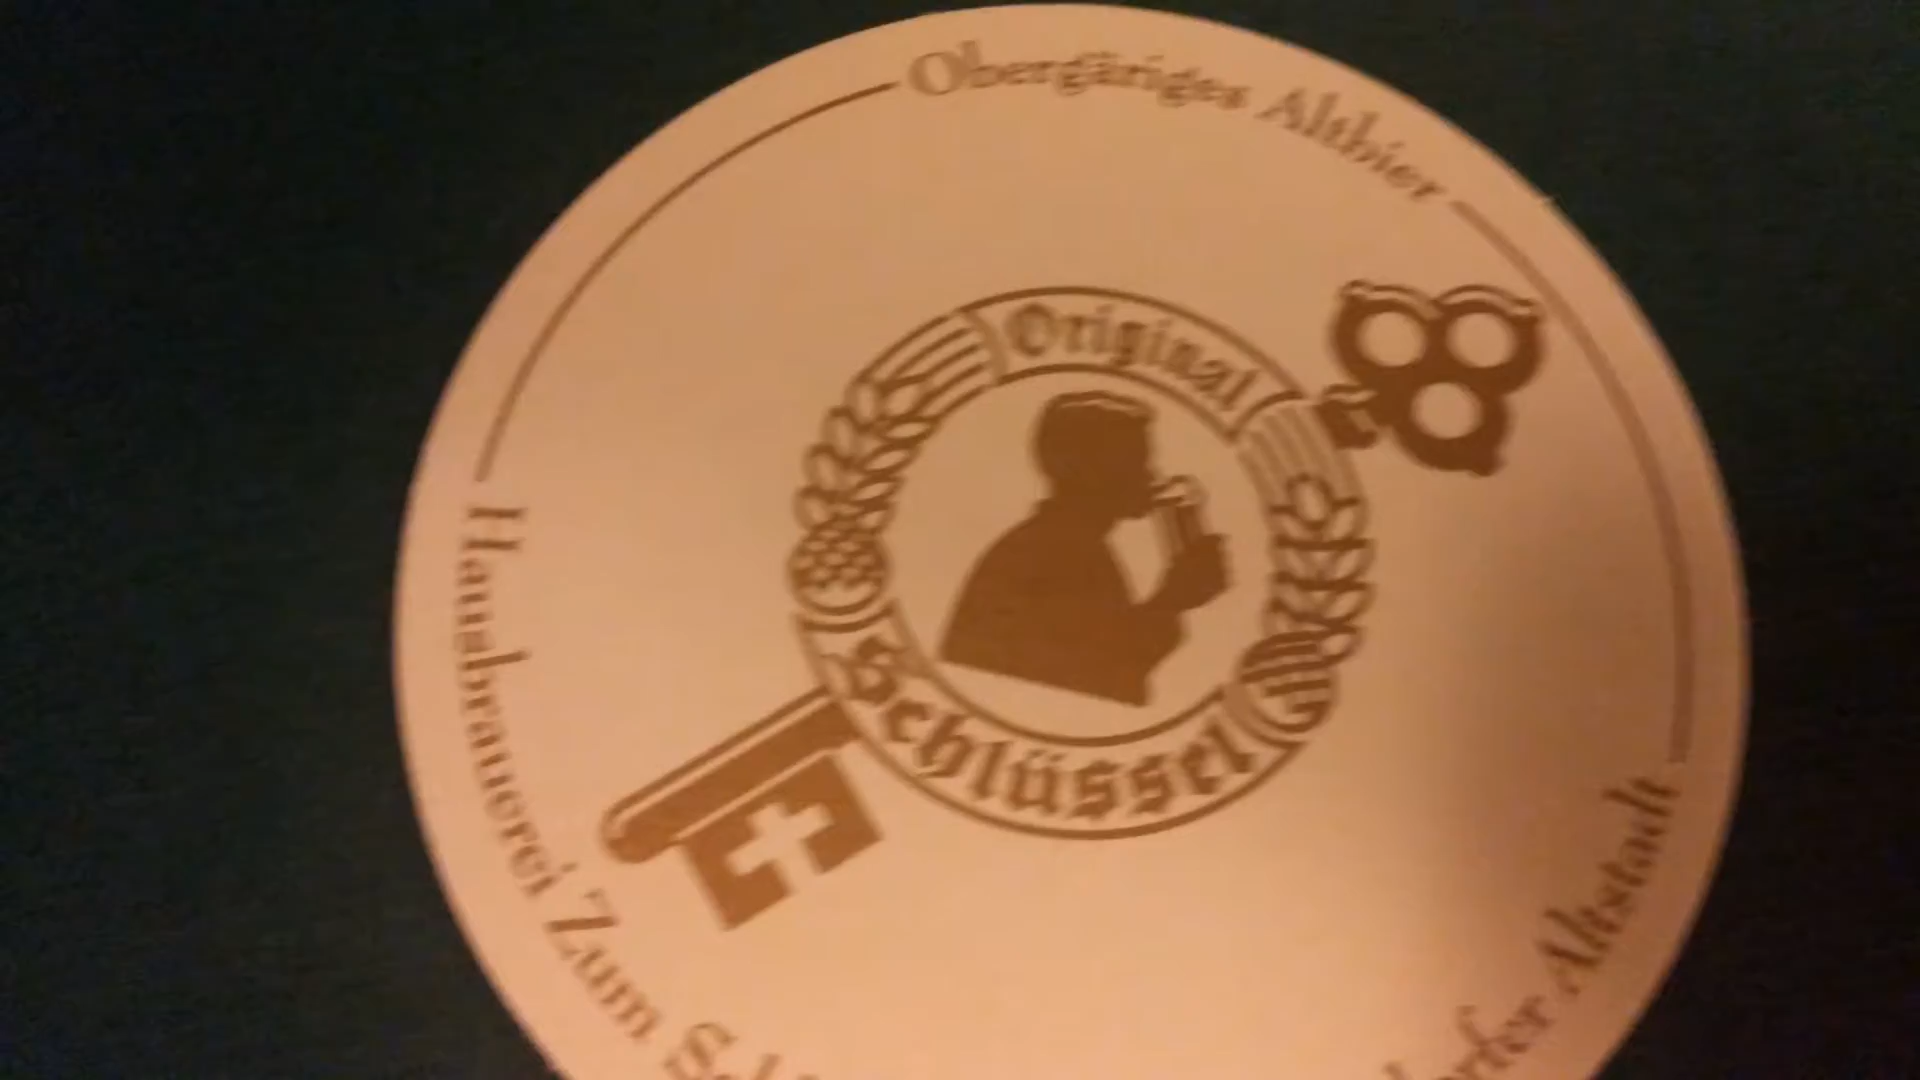 Obergäriges Altbier
Original
Schlüssel
Hausbrauerei Zum
Altstadt